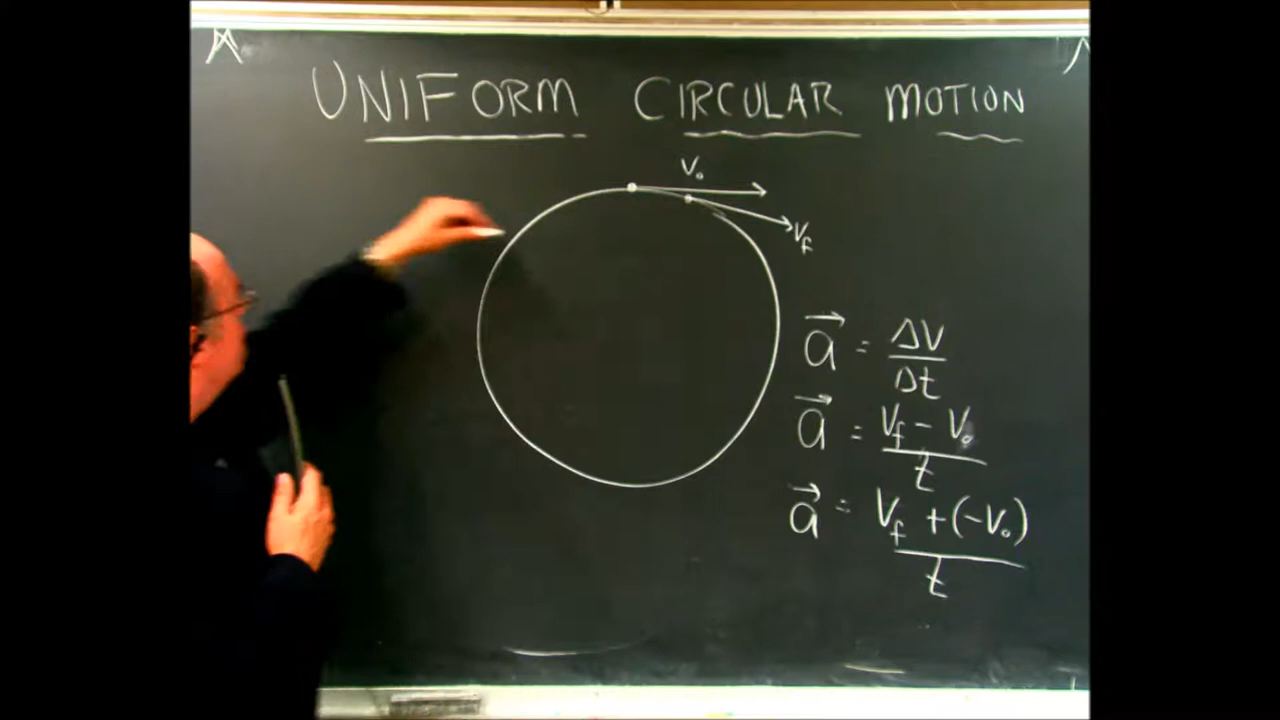 UNIFORM CIRCULAR MOTION
V₀
Vf
a⃗ = ΔV/Δt
a⃗ = Vf - V₀/t
a⃗ = Vf + (-V₀)/t